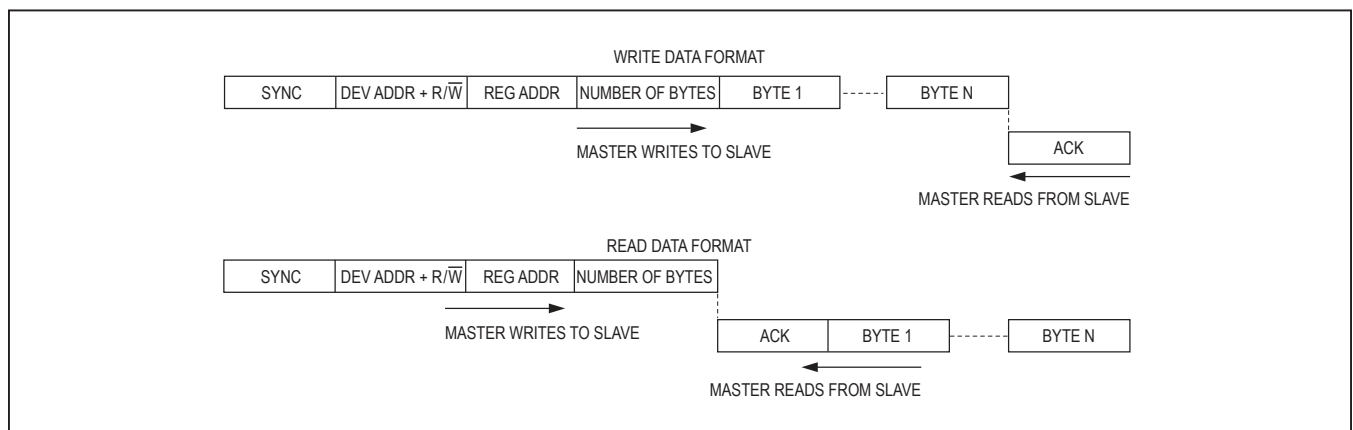 WRITE DATA FORMAT
SYNC DEV ADDR + R/W̅ REG ADDR NUMBER OF BYTES BYTE 1 BYTE N
MASTER WRITES TO SLAVE
ACK
MASTER READS FROM SLAVE
READ DATA FORMAT
SYNC DEV ADDR + R/W̅ REG ADDR NUMBER OF BYTES
MASTER WRITES TO SLAVE
ACK BYTE 1 BYTE N
MASTER READS FROM SLAVE